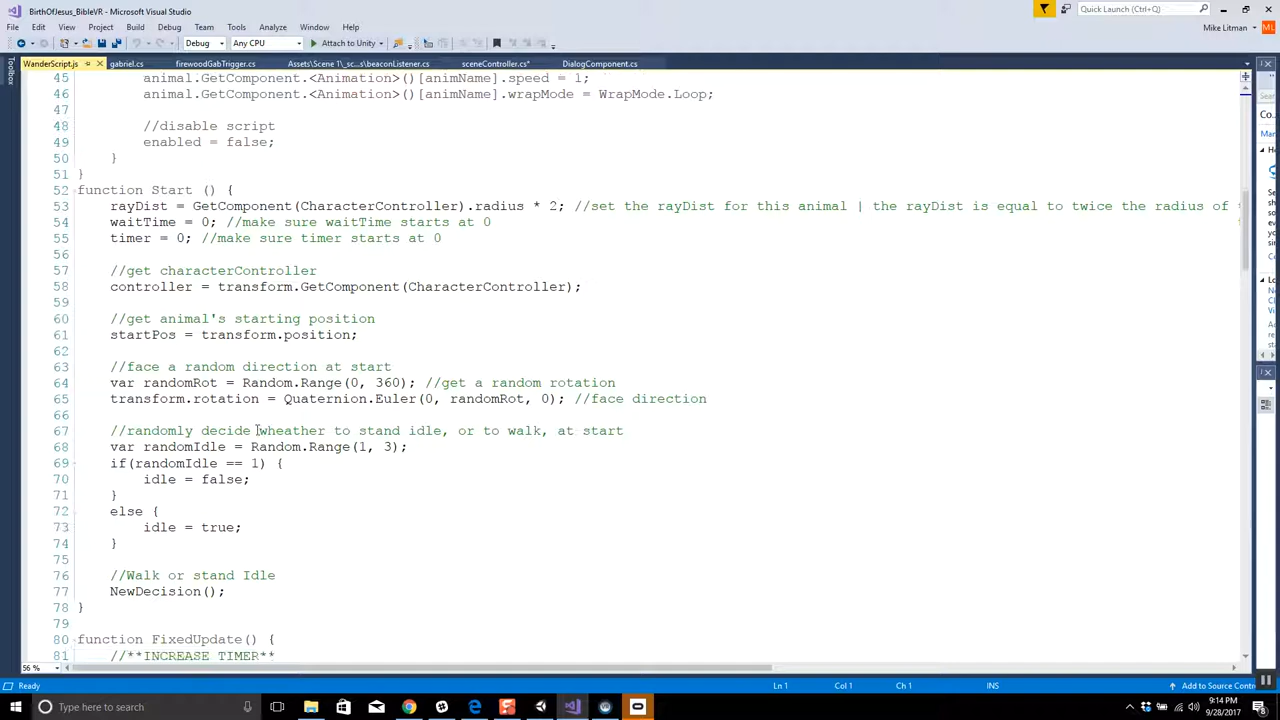 BirthOfJesus_BibleVR - Microsoft Visual Studio
Quick Launch (Ctrl+Q)
File Edit View Project Build Debug Team Tools Test Analyze Window Help
Mike Litman ML
Debug Any CPU Attach to Unity
Toolbox
WanderScript.js gabriel.cs firewoodGabTrigger.cs Assets\Scene 1\_sc...s\beaconListener.cs sceneController.cs* DialogComponent.cs
45 animal.GetComponent.<Animation>()[animName].speed = 1;
46 animal.GetComponent.<Animation>()[animName].wrapMode = WrapMode.Loop;
47
48 //disable script
49 enabled = false;
50 }
51 }
52 function Start () {
53 rayDist = GetComponent(CharacterController).radius * 2; //set the rayDist for this animal | the rayDist is equal to twice the radius of
54 waitTime = 0; //make sure waitTime starts at 0
55 timer = 0; //make sure timer starts at 0
56
57 //get characterController
58 controller = transform.GetComponent(CharacterController);
59
60 //get animal's starting position
61 startPos = transform.position;
62
63 //face a random direction at start
64 var randomRot = Random.Range(0, 360); //get a random rotation
65 transform.rotation = Quaternion.Euler(0, randomRot, 0); //face direction
66
67 //randomly decide wheather to stand idle, or to walk, at start
68 var randomIdle = Random.Range(1, 3);
69 if(randomIdle == 1) {
70 idle = false;
71 }
72 else {
73 idle = true;
74 }
75
76 //Walk or stand Idle
77 NewDecision();
78 }
79
80 function FixedUpdate() {
81 //**INCREASE TIMER**
Co...
Ma
56 %
Ready Ln 1 Col 1 Ch 1 INS Add to Source Contr
Type here to search
9:14 PM
9/28/2017